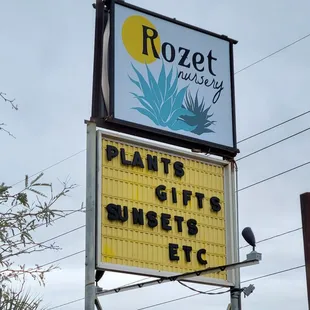 Rozet
nursery
PLANTS
GIFTS
SUNSETS
ETC